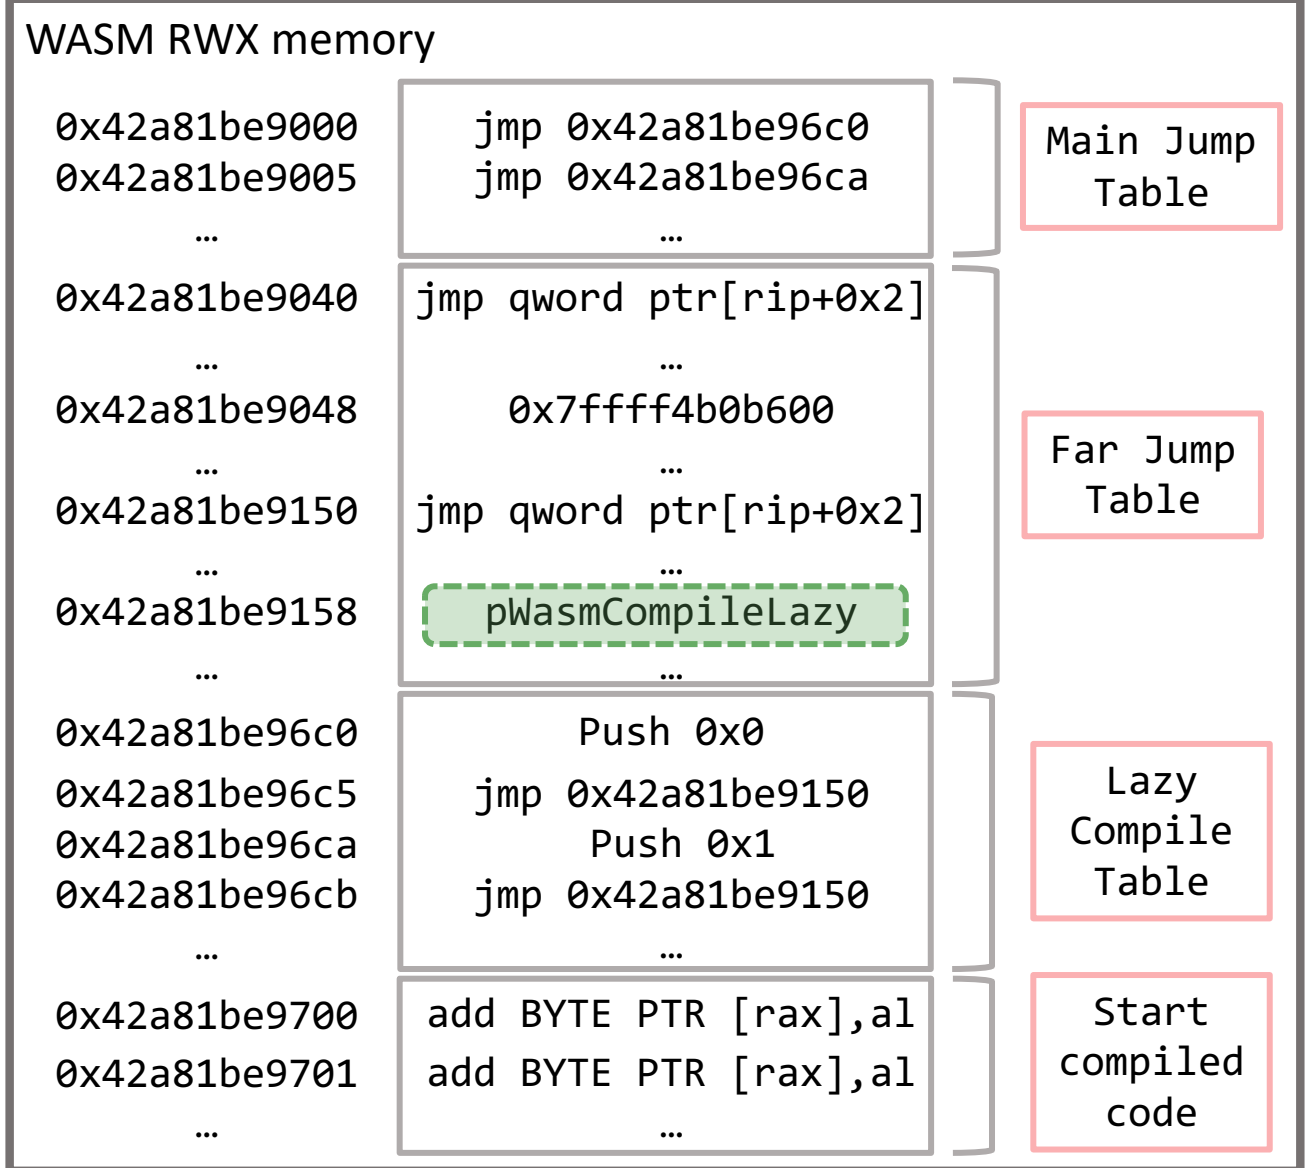 WASM RWX memory
0x42a81be9000 jmp 0x42a81be96c0
0x42a81be9005 jmp 0x42a81be96ca
… …
Main Jump
Table
0x42a81be9040 jmp qword ptr[rip+0x2]
… …
0x42a81be9048 0x7ffff4b0b600
… …
0x42a81be9150 jmp qword ptr[rip+0x2]
… …
0x42a81be9158 pWasmCompileLazy
… …
Far Jump
Table
0x42a81be96c0 Push 0x0
0x42a81be96c5 jmp 0x42a81be9150
0x42a81be96ca Push 0x1
0x42a81be96cb jmp 0x42a81be9150
… …
Lazy
Compile
Table
0x42a81be9700 add BYTE PTR [rax],al
0x42a81be9701 add BYTE PTR [rax],al
… …
Start
compiled
code